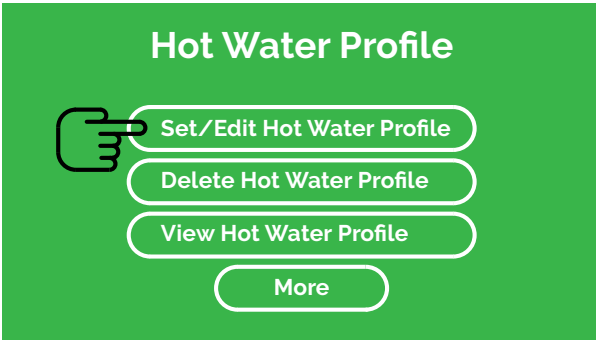 Hot Water Profile
Set/Edit Hot Water Profile
Delete Hot Water Profile
View Hot Water Profile
More